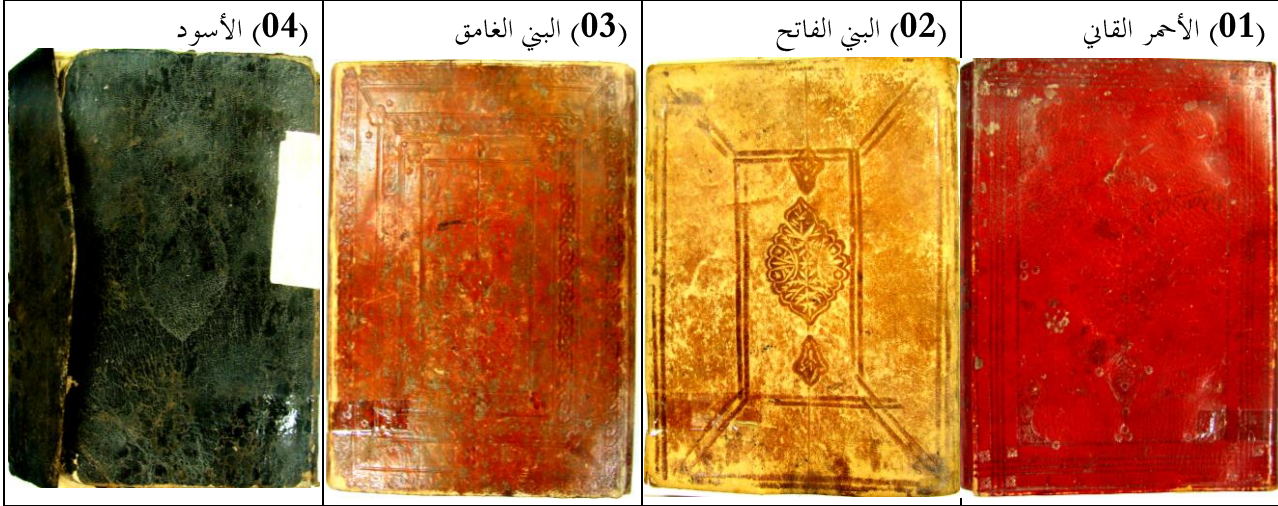 (01) الأحمر القاني
(02) البني الفاتح
(03) البني الغامق
(04) الأسود